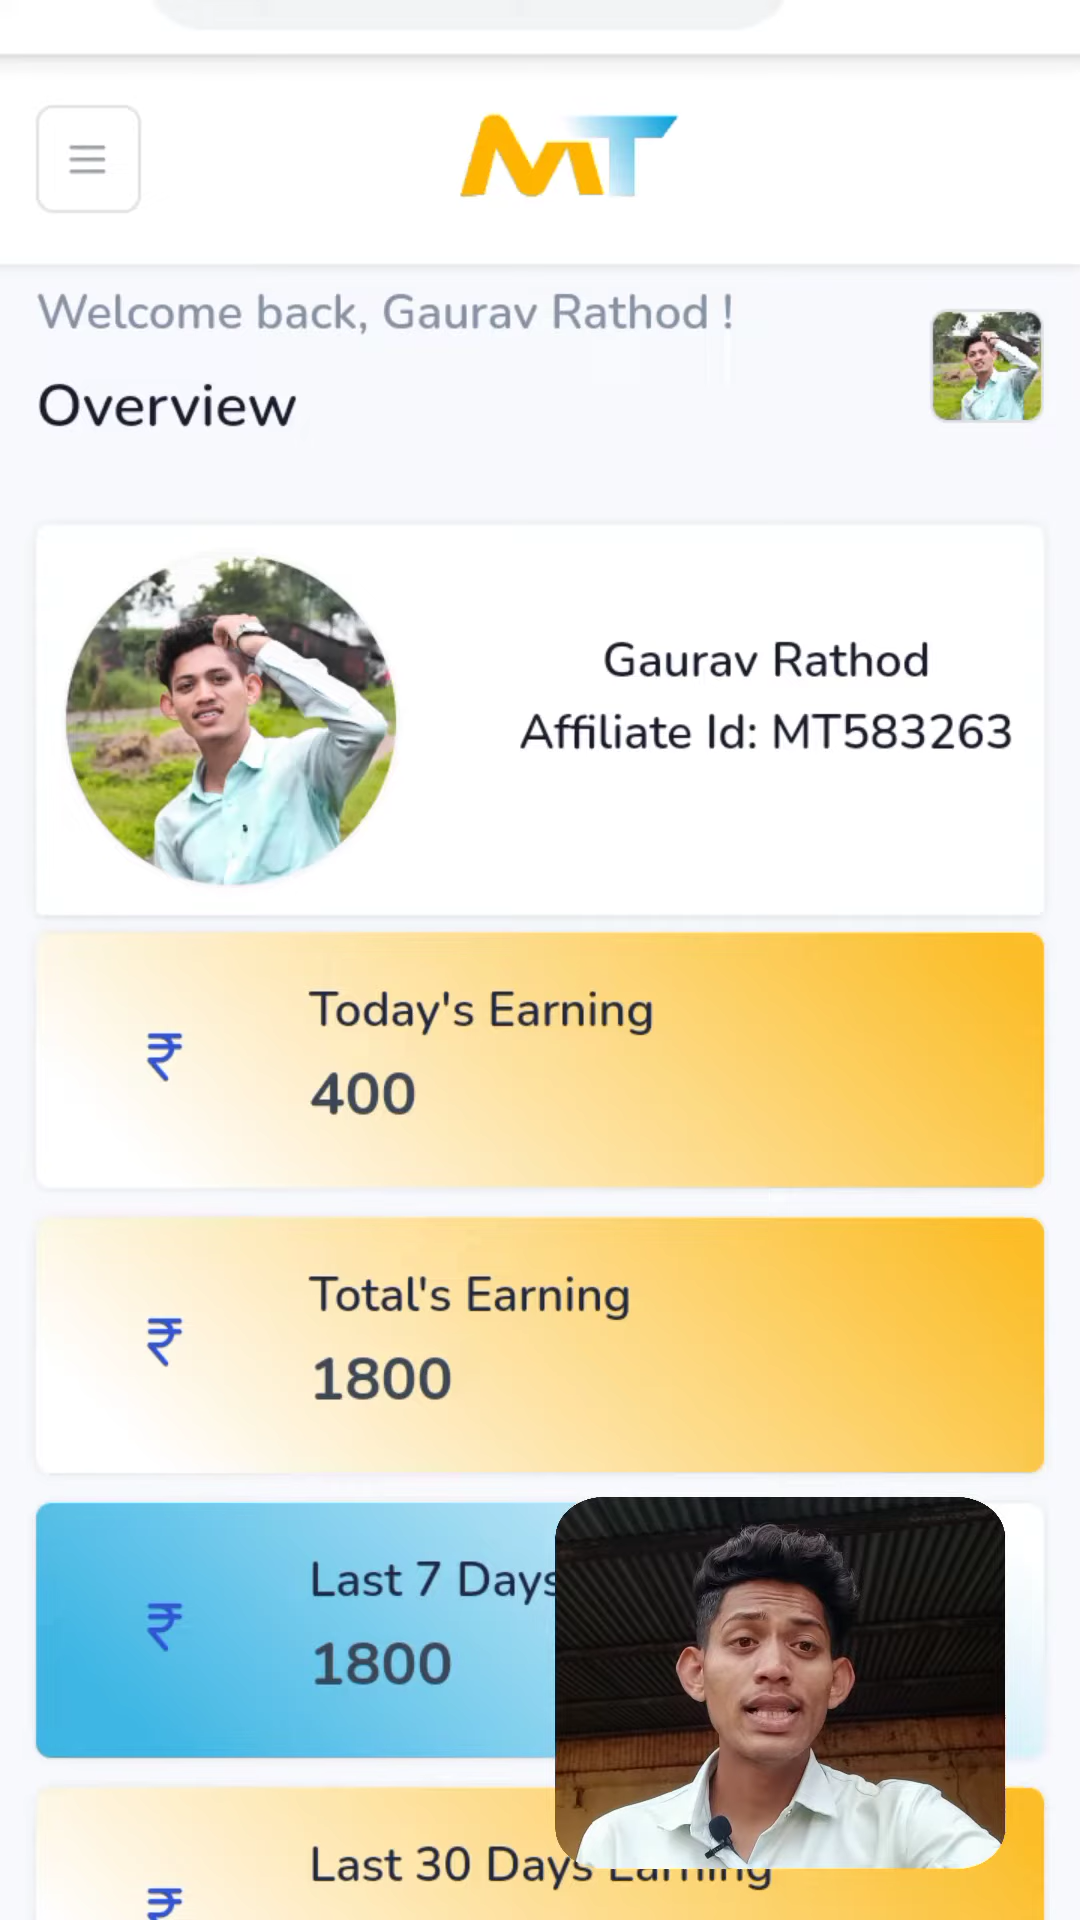 MT
Welcome back, Gaurav Rathod !
Overview
Gaurav Rathod
Affiliate Id: MT583263
Today's Earning
₹
400
Total's Earning
₹
1800
Last 7 Days
₹
1800
Last 30 Days Earning
₹